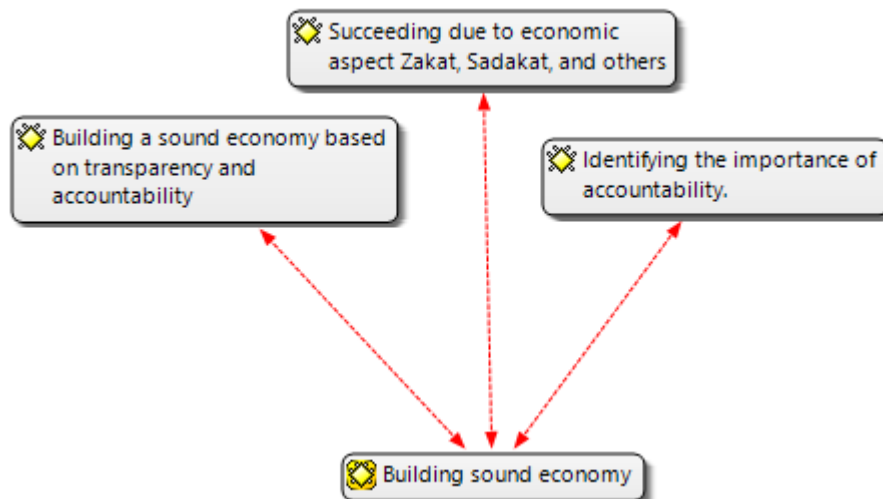 Succeeding due to economic
aspect Zakat, Sadakat, and others
Building a sound economy based
on transparency and
accountability
Identifying the importance of
accountability.
Building sound economy